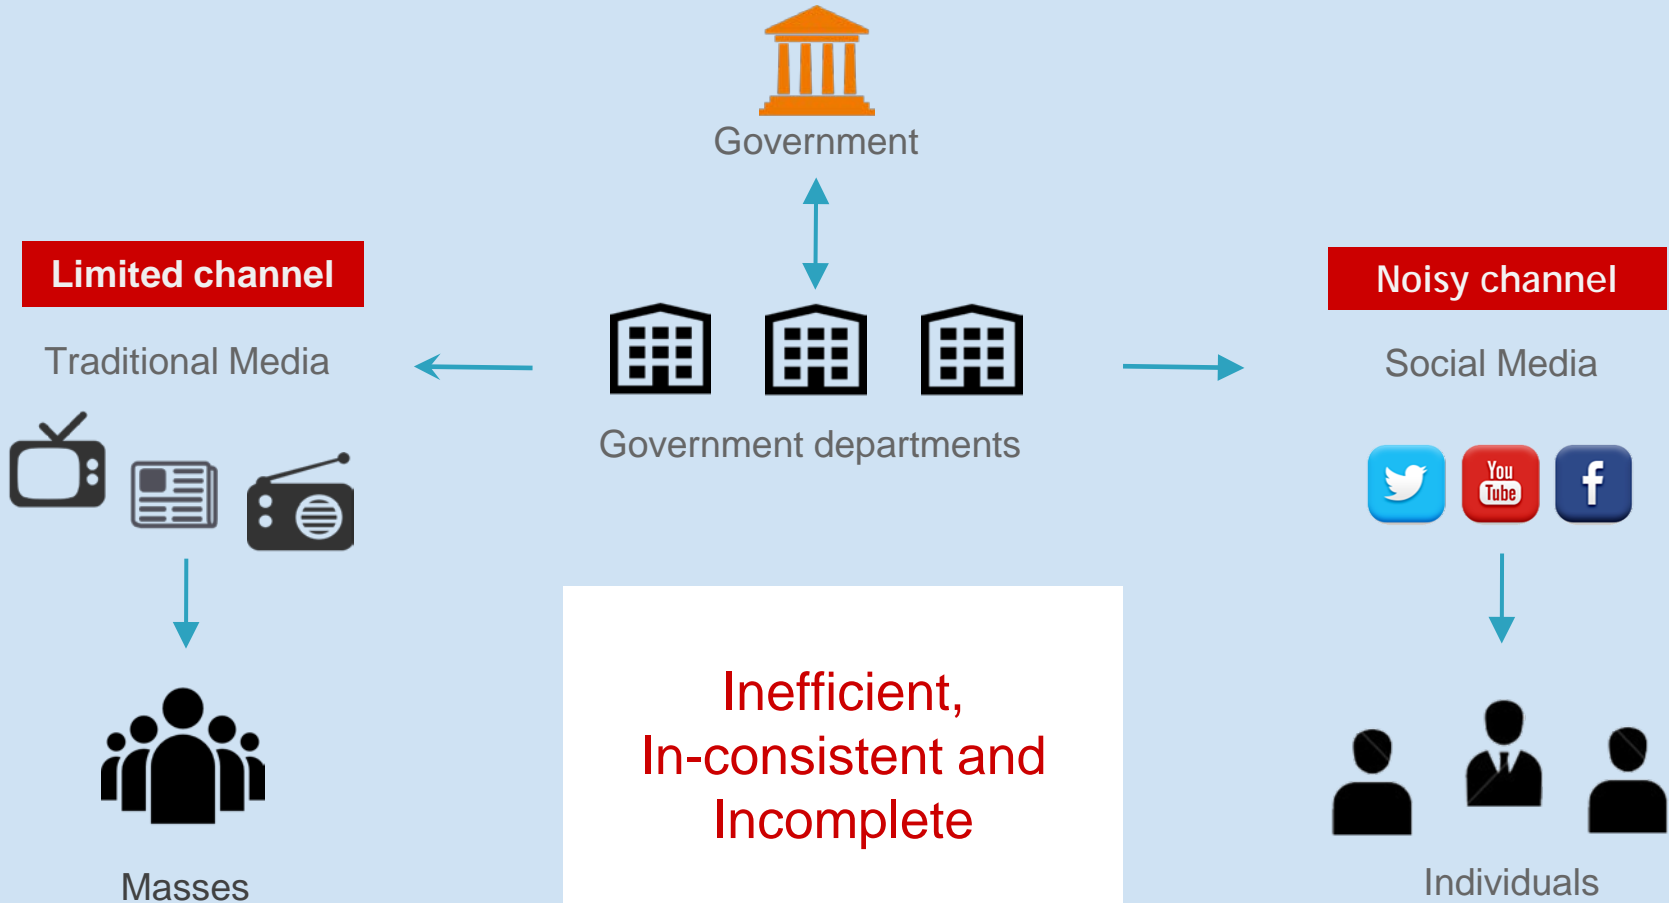 Government
Limited channel
Noisy channel
Traditional Media
Social Media
Government departments
You
Tube
f
Inefficient,
In-consistent and
Incomplete
Masses
Individuals